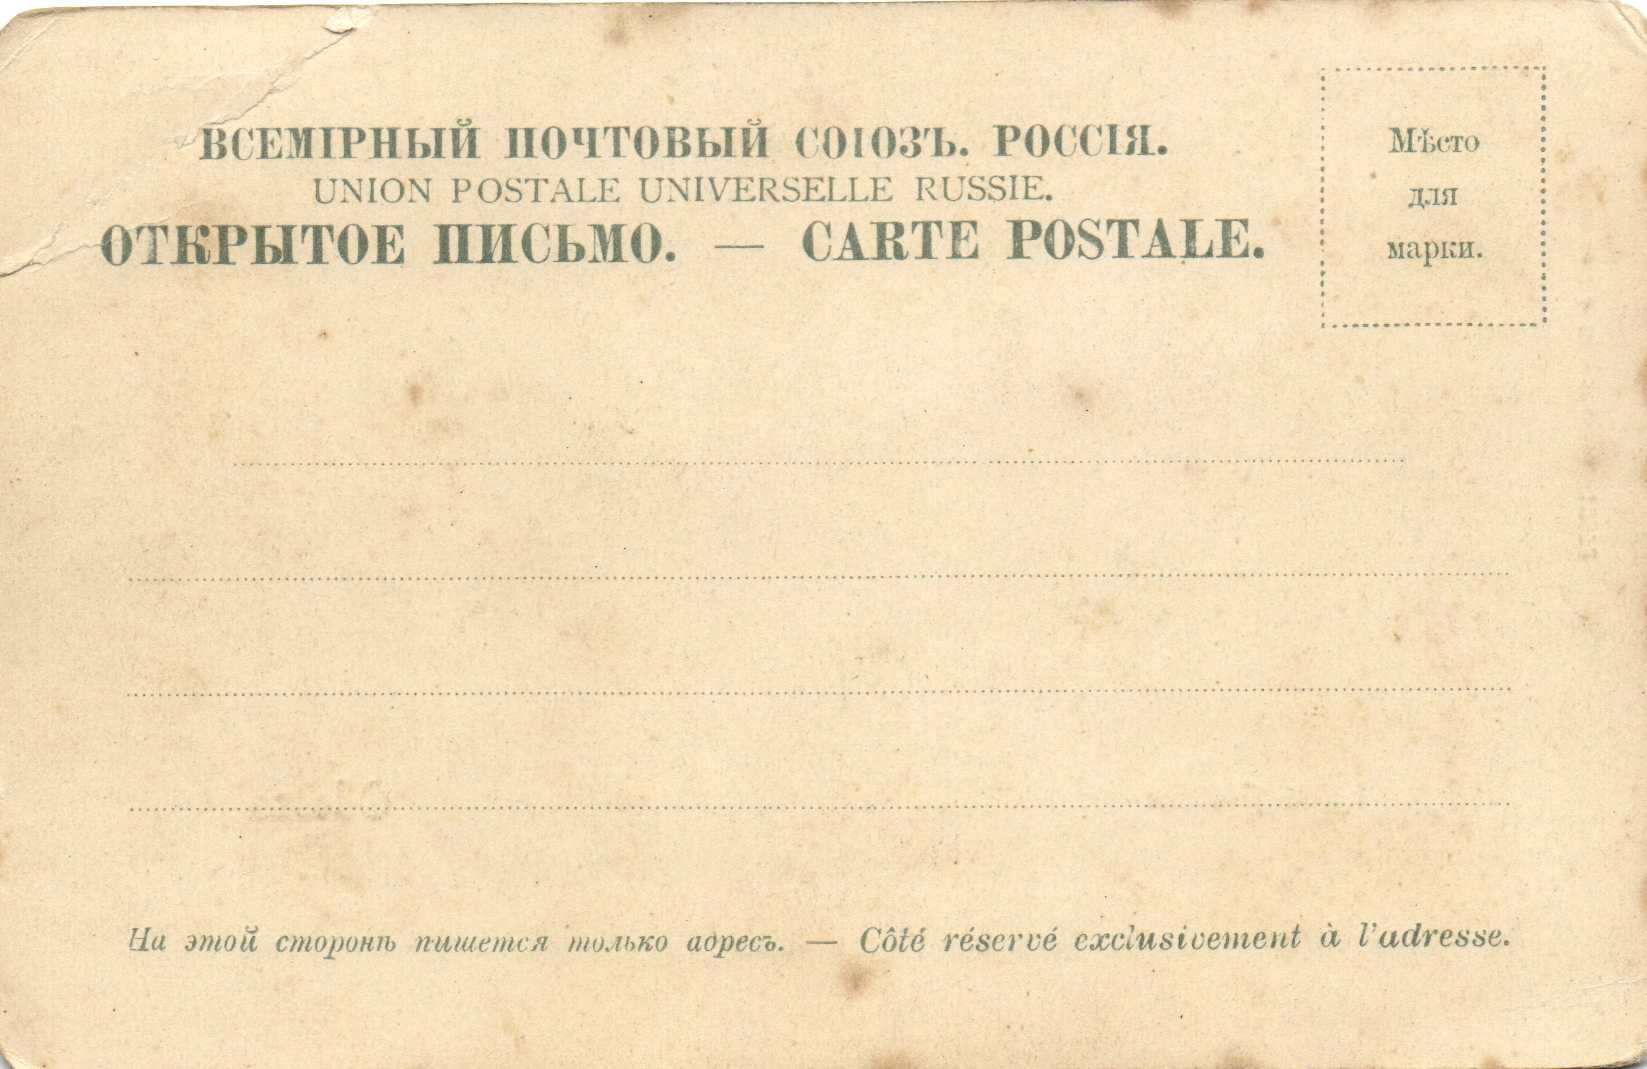 ВСЕМІРНЫЙ ПОЧТОВЫЙ СОЮЗЪ. РОССІЯ.
UNION POSTALE UNIVERSELLE RUSSIE.
ОТКРЫТОЕ ПИСЬМО. — CARTE POSTALE.
Мѣсто
для
марки.
На этой сторонѣ пишется только адресъ. — Côté réservé exclusivement à l'adresse.